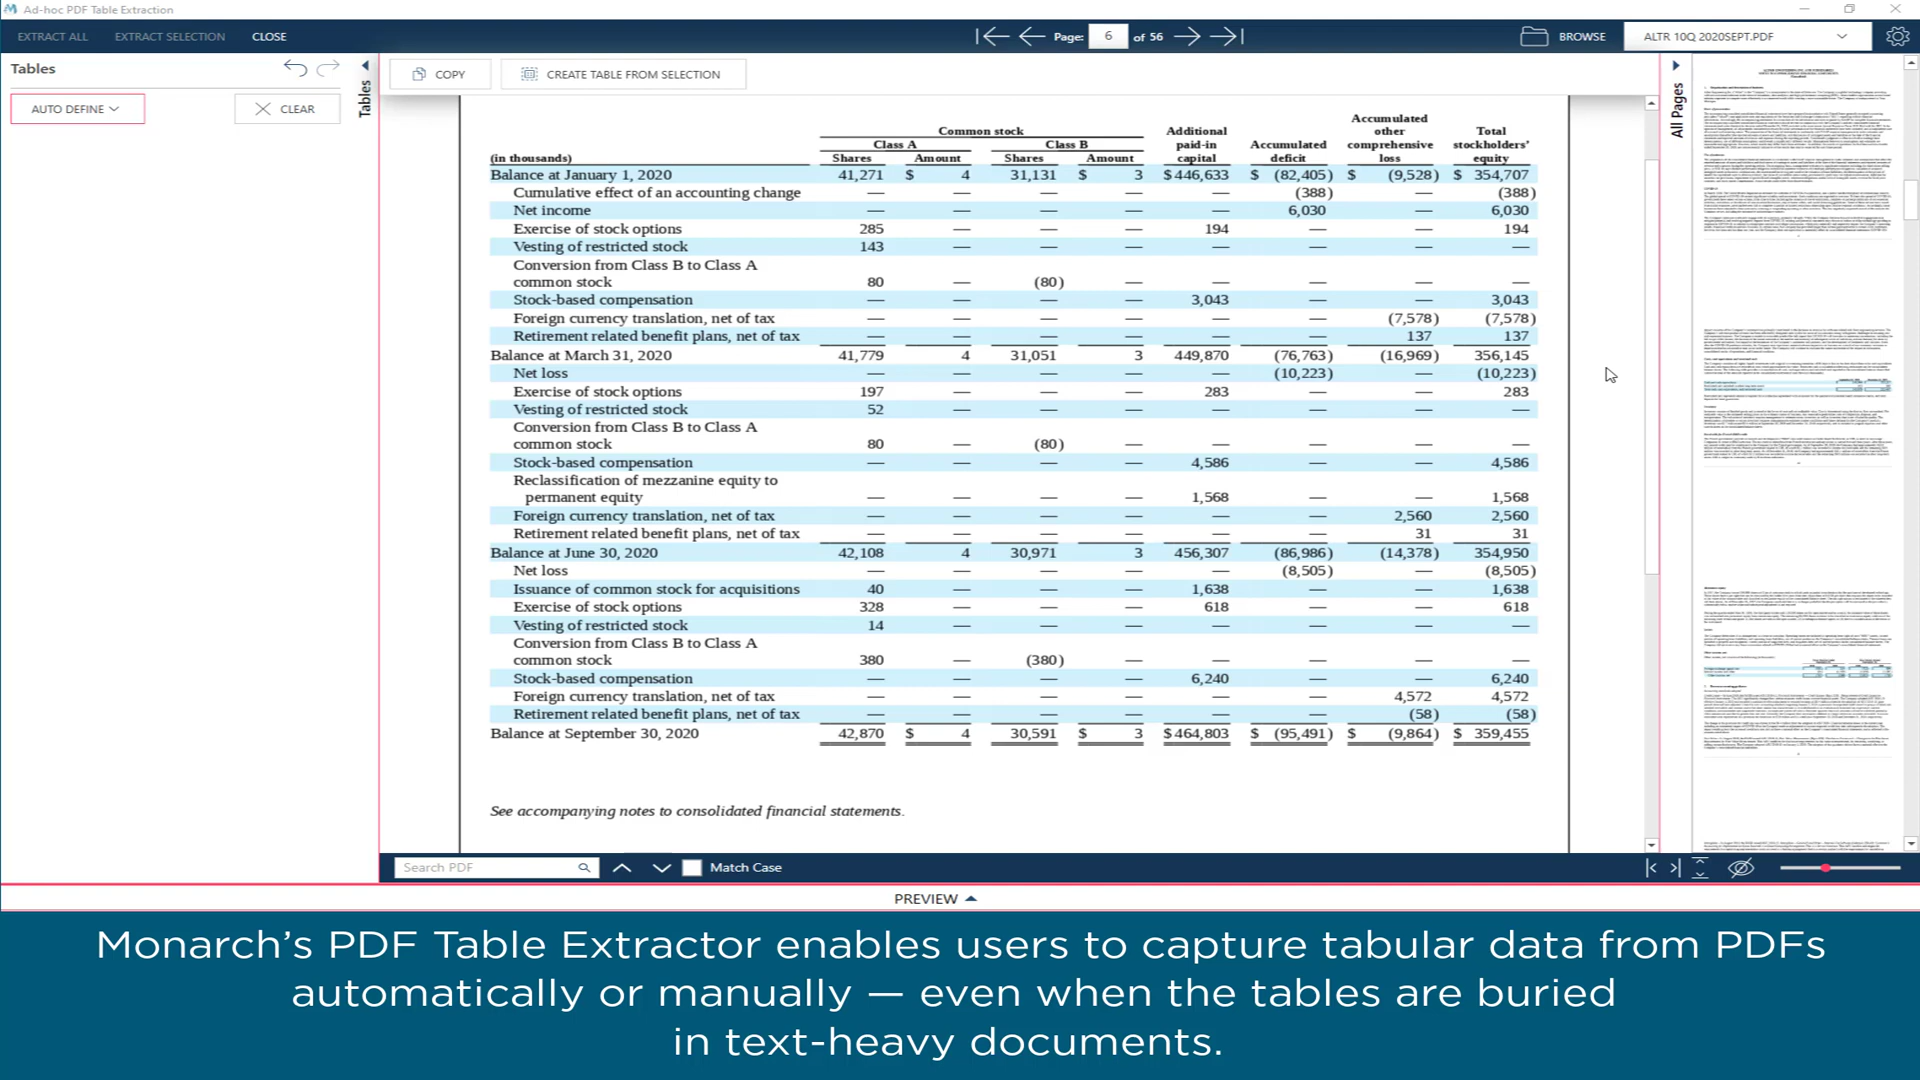 Ad-hoc PDF Table Extraction
EXTRACT ALL EXTRACT SELECTION CLOSE Page: 6 of 56 BROWSE ALTR 10Q 2020SEPT.PDF
Tables
AUTO DEFINE CLEAR
Tables
COPY CREATE TABLE FROM SELECTION
All Pages
Common stock Additional paid-in capital Accumulated deficit Accumulated other comprehensive loss Total stockholders' equity
Class A Class B
(in thousands) Shares Amount Shares Amount
Balance at January 1, 2020 41,271 $ 4 31,131 $ 3 $ 446,633 $ (82,405) $ (9,528) $ 354,707
Cumulative effect of an accounting change — — — — — (388) — (388)
Net income — — — — — 6,030 — 6,030
Exercise of stock options 285 — — — 194 — — 194
Vesting of restricted stock 143 — — — — — — —
Conversion from Class B to Class A
common stock 80 — (80) — — — — —
Stock-based compensation — — — — 3,043 — — 3,043
Foreign currency translation, net of tax — — — — — — (7,578) (7,578)
Retirement related benefit plans, net of tax — — — — — — 137 137
Balance at March 31, 2020 41,779 4 31,051 3 449,870 (76,763) (16,969) 356,145
Net loss — — — — — (10,223) — (10,223)
Exercise of stock options 197 — — — 283 — — 283
Vesting of restricted stock 52 — — — — — — —
Conversion from Class B to Class A
common stock 80 — (80) — — — — —
Stock-based compensation — — — — 4,586 — — 4,586
Reclassification of mezzanine equity to
permanent equity — — — — 1,568 — — 1,568
Foreign currency translation, net of tax — — — — — — 2,560 2,560
Retirement related benefit plans, net of tax — — — — — — 31 31
Balance at June 30, 2020 42,108 4 30,971 3 456,307 (86,986) (14,378) 354,950
Net loss — — — — — (8,505) — (8,505)
Issuance of common stock for acquisitions 40 — — — 1,638 — — 1,638
Exercise of stock options 328 — — — 618 — — 618
Vesting of restricted stock 14 — — — — — — —
Conversion from Class B to Class A
common stock 380 — (380) — — — — —
Stock-based compensation — — — — 6,240 — — 6,240
Foreign currency translation, net of tax — — — — — — 4,572 4,572
Retirement related benefit plans, net of tax — — — — — — (58) (58)
Balance at September 30, 2020 42,870 $ 4 30,591 $ 3 $ 464,803 $ (95,491) $ (9,864) $ 359,455
See accompanying notes to consolidated financial statements.
Search PDF Match Case
PREVIEW
Monarch's PDF Table Extractor enables users to capture tabular data from PDFs
automatically or manually — even when the tables are buried
in text-heavy documents.